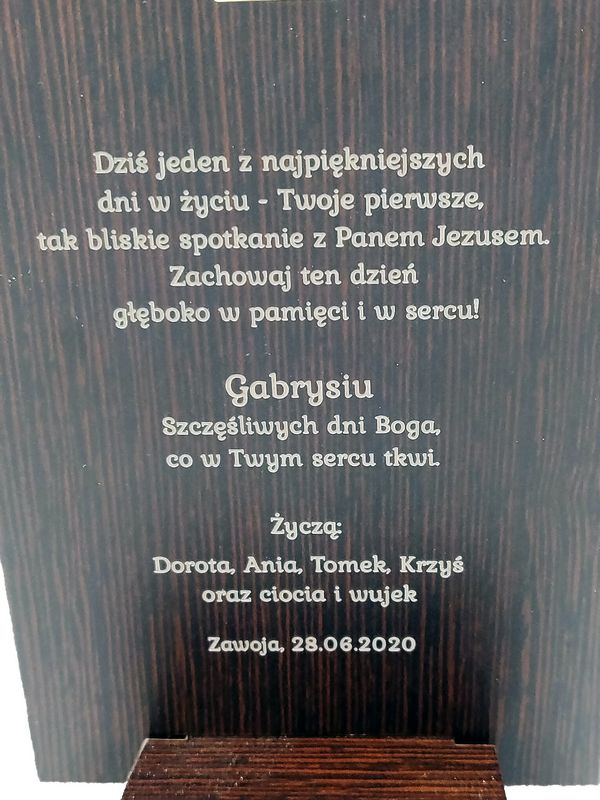 Dziś jeden z najpiękniejszych
dni w życiu - Twoje pierwsze,
tak bliskie spotkanie z Panem Jezusem.
Zachowaj ten dzień
głęboko w pamięci i w sercu!
Gabrysiu
Szczęśliwych dni Boga,
co w Twym sercu tkwi.
Życzą:
Dorota, Ania, Tomek, Krzyś
oraz ciocia i wujek
Zawoja, 28.06.2020